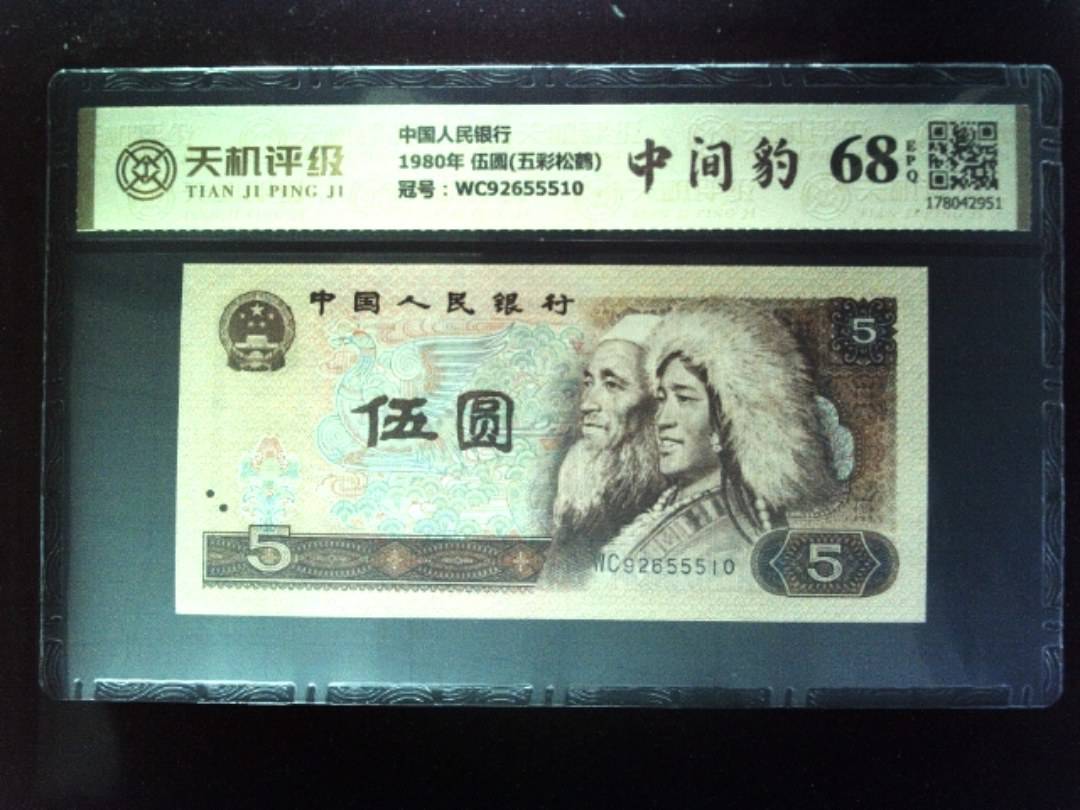 天机评级
TIAN JI PING JI
中国人民银行
1980年 伍圆(五彩松鹤)
冠号：WC92655510
中间豹
68
EPQ
178042951
中国人民银行
5
伍圆
5
WC92655510
5